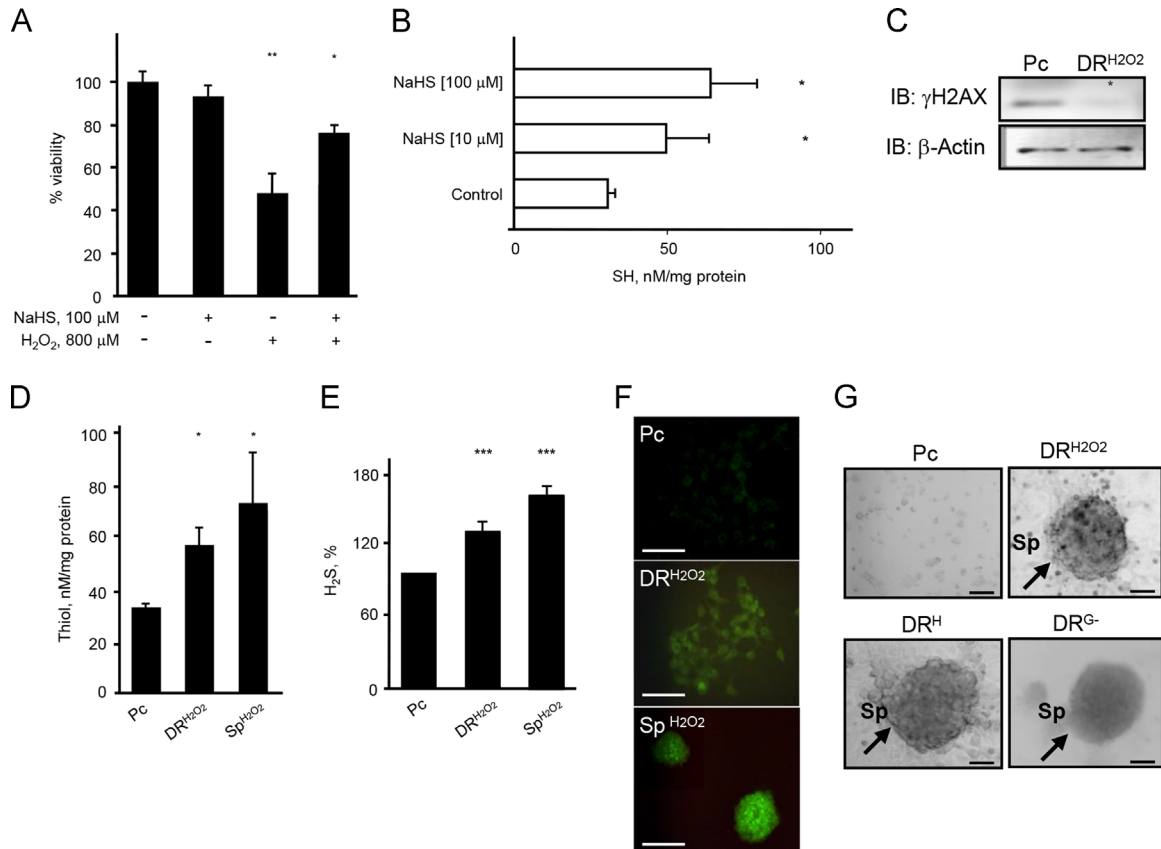 A
** *
100
80
60
40
20
0
% viability
NaHS, 100 μM - + - +
H₂O₂, 800 μM - - + +
B
NaHS [100 μM] *
NaHS [10 μM] *
Control
0 50 100
SH, nM/mg protein
C
Pc DR^H2O2
*
IB: γH2AX
IB: β-Actin
D
* *
100
80
60
40
20
0
Thiol, nM/mg protein
Pc DR^H2O2 Sp^H2O2
E
*** ***
180
120
60
0
H₂S, %
Pc DR^H2O2 Sp^H2O2
F
Pc
DR^H2O2
Sp^H2O2
G
Pc DR^H2O2
Sp
DR^H DR^G-
Sp Sp